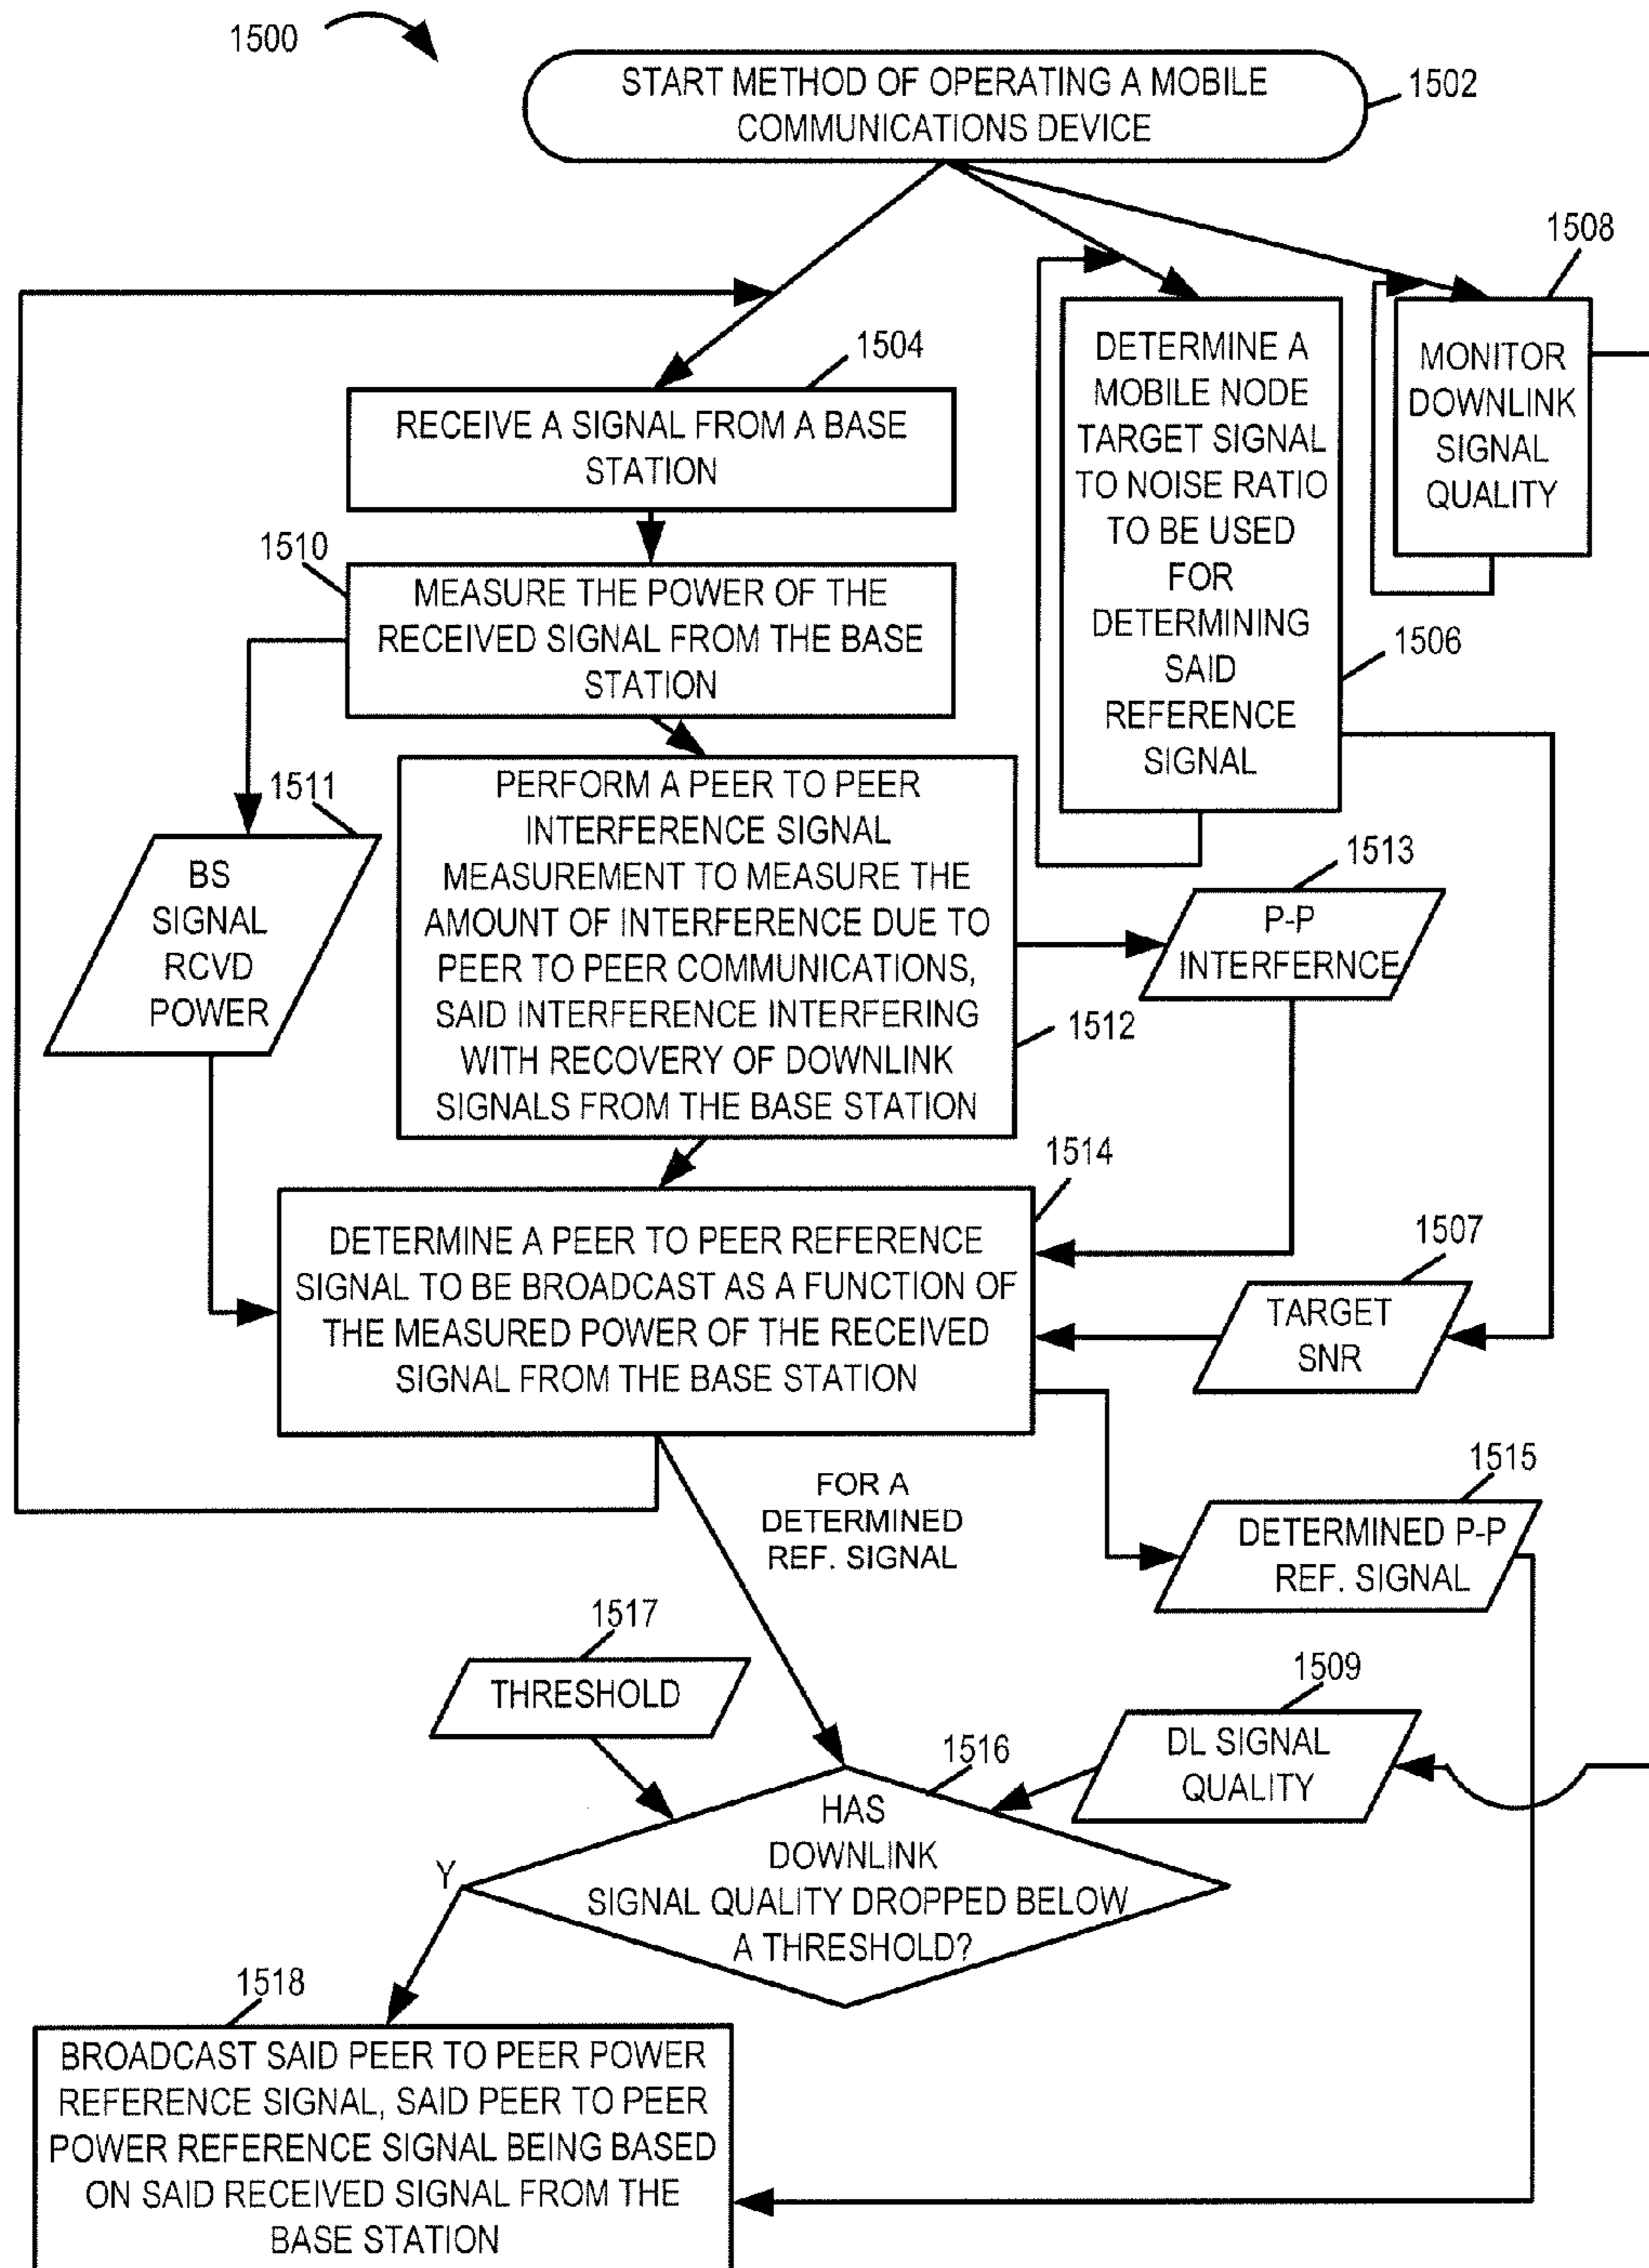 1500
START METHOD OF OPERATING A MOBILE
COMMUNICATIONS DEVICE
1502
1508
1504
RECEIVE A SIGNAL FROM A BASE
STATION
DETERMINE A
MOBILE NODE
TARGET SIGNAL
TO NOISE RATIO
TO BE USED
FOR
DETERMINING
SAID
REFERENCE
SIGNAL
MONITOR
DOWNLINK
SIGNAL
QUALITY
1510
MEASURE THE POWER OF THE
RECEIVED SIGNAL FROM THE BASE
STATION
1506
1511
BS
SIGNAL
RCVD
POWER
PERFORM A PEER TO PEER
INTERFERENCE SIGNAL
MEASUREMENT TO MEASURE THE
AMOUNT OF INTERFERENCE DUE TO
PEER TO PEER COMMUNICATIONS,
SAID INTERFERENCE INTERFERING
WITH RECOVERY OF DOWNLINK
SIGNALS FROM THE BASE STATION
1512
1513
P-P
INTERFERNCE
1514
DETERMINE A PEER TO PEER REFERENCE
SIGNAL TO BE BROADCAST AS A FUNCTION OF
THE MEASURED POWER OF THE RECEIVED
SIGNAL FROM THE BASE STATION
1507
TARGET
SNR
FOR A
DETERMINED
REF. SIGNAL
1515
DETERMINED P-P
REF. SIGNAL
1517
THRESHOLD
1509
DL SIGNAL
QUALITY
1516
HAS
DOWNLINK
SIGNAL QUALITY DROPPED BELOW
A THRESHOLD?
Y
1518
BROADCAST SAID PEER TO PEER POWER
REFERENCE SIGNAL, SAID PEER TO PEER
POWER REFERENCE SIGNAL BEING BASED
ON SAID RECEIVED SIGNAL FROM THE
BASE STATION